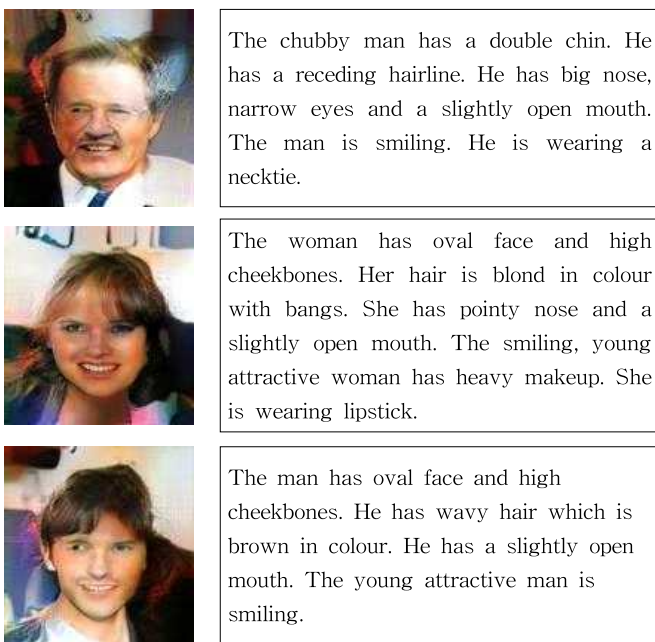 The chubby man has a double chin. He
has a receding hairline. He has big nose,
narrow eyes and a slightly open mouth.
The man is smiling. He is wearing a
necktie.
The woman has oval face and high
cheekbones. Her hair is blond in colour
with bangs. She has pointy nose and a
slightly open mouth. The smiling, young
attractive woman has heavy makeup. She
is wearing lipstick.
The man has oval face and high
cheekbones. He has wavy hair which is
brown in colour. He has a slightly open
mouth. The young attractive man is
smiling.